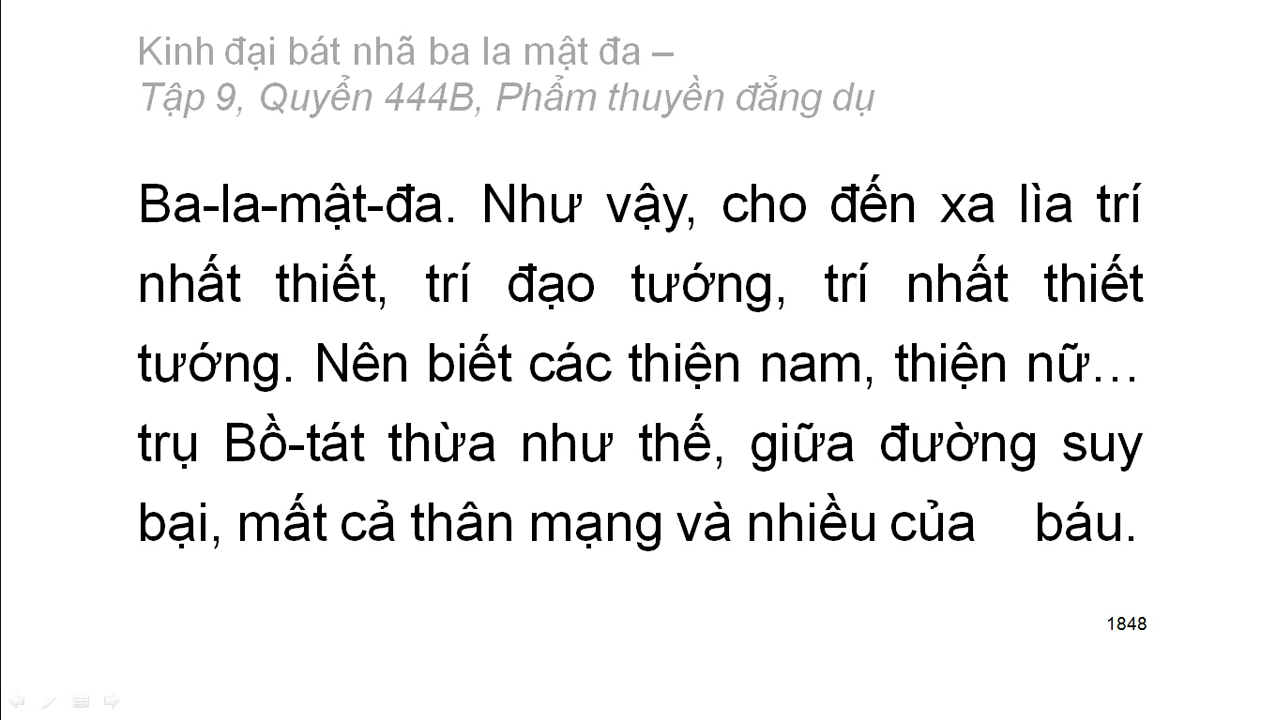 Kinh đại bát nhã ba la mật đa –
Tập 9, Quyển 444B, Phẩm thuyền đẳng dụ
Ba-la-mật-đa. Như vậy, cho đến xa lìa trí
nhất thiết, trí đạo tướng, trí nhất thiết
tướng. Nên biết các thiện nam, thiện nữ…
trụ Bồ-tát thừa như thế, giữa đường suy
bại, mất cả thân mạng và nhiều của báu.
1848